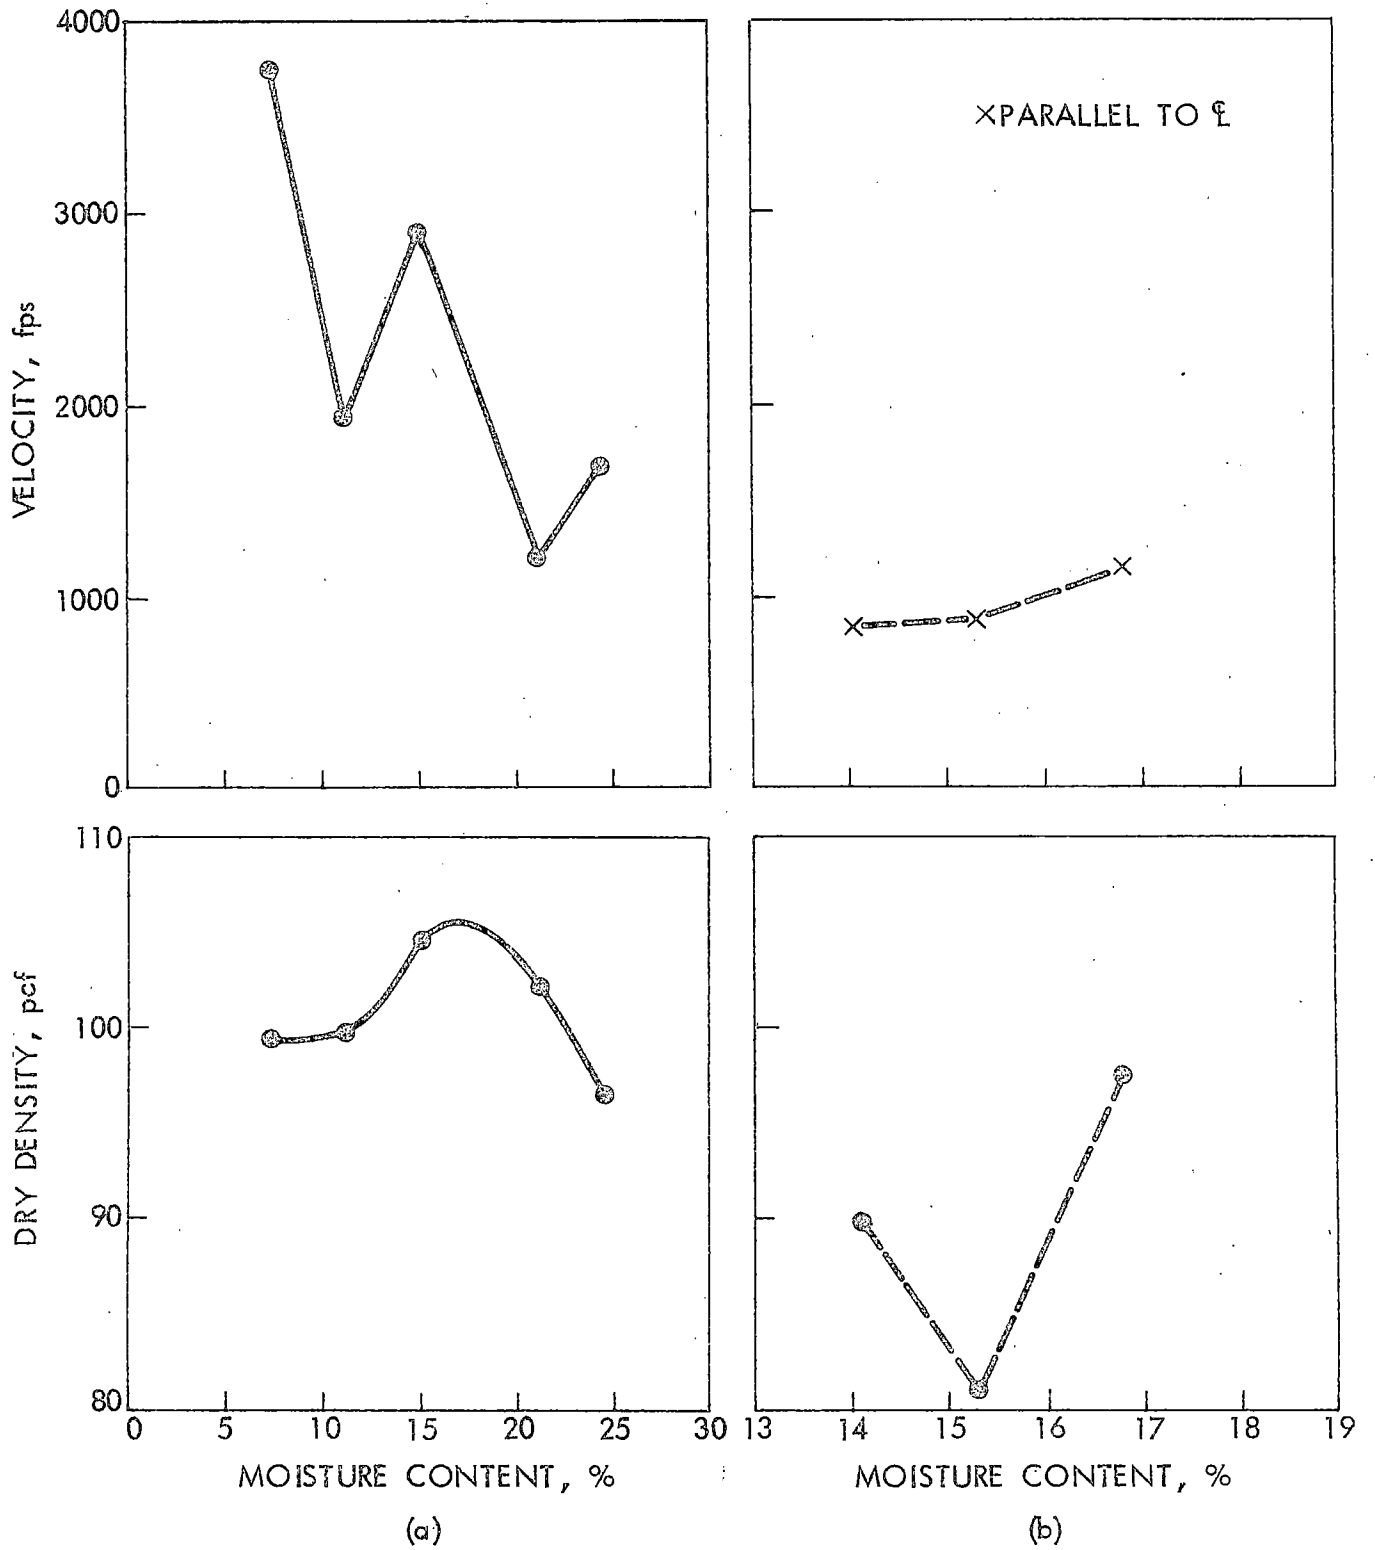 4000
3000
2000
1000
0
VELOCITY, fps
×PARALLEL TO ℄
110
100
90
80
DRY DENSITY, pcf
0 5 10 15 20 25 30
13 14 15 16 17 18 19
MOISTURE CONTENT, %
MOISTURE CONTENT, %
(a)
(b)